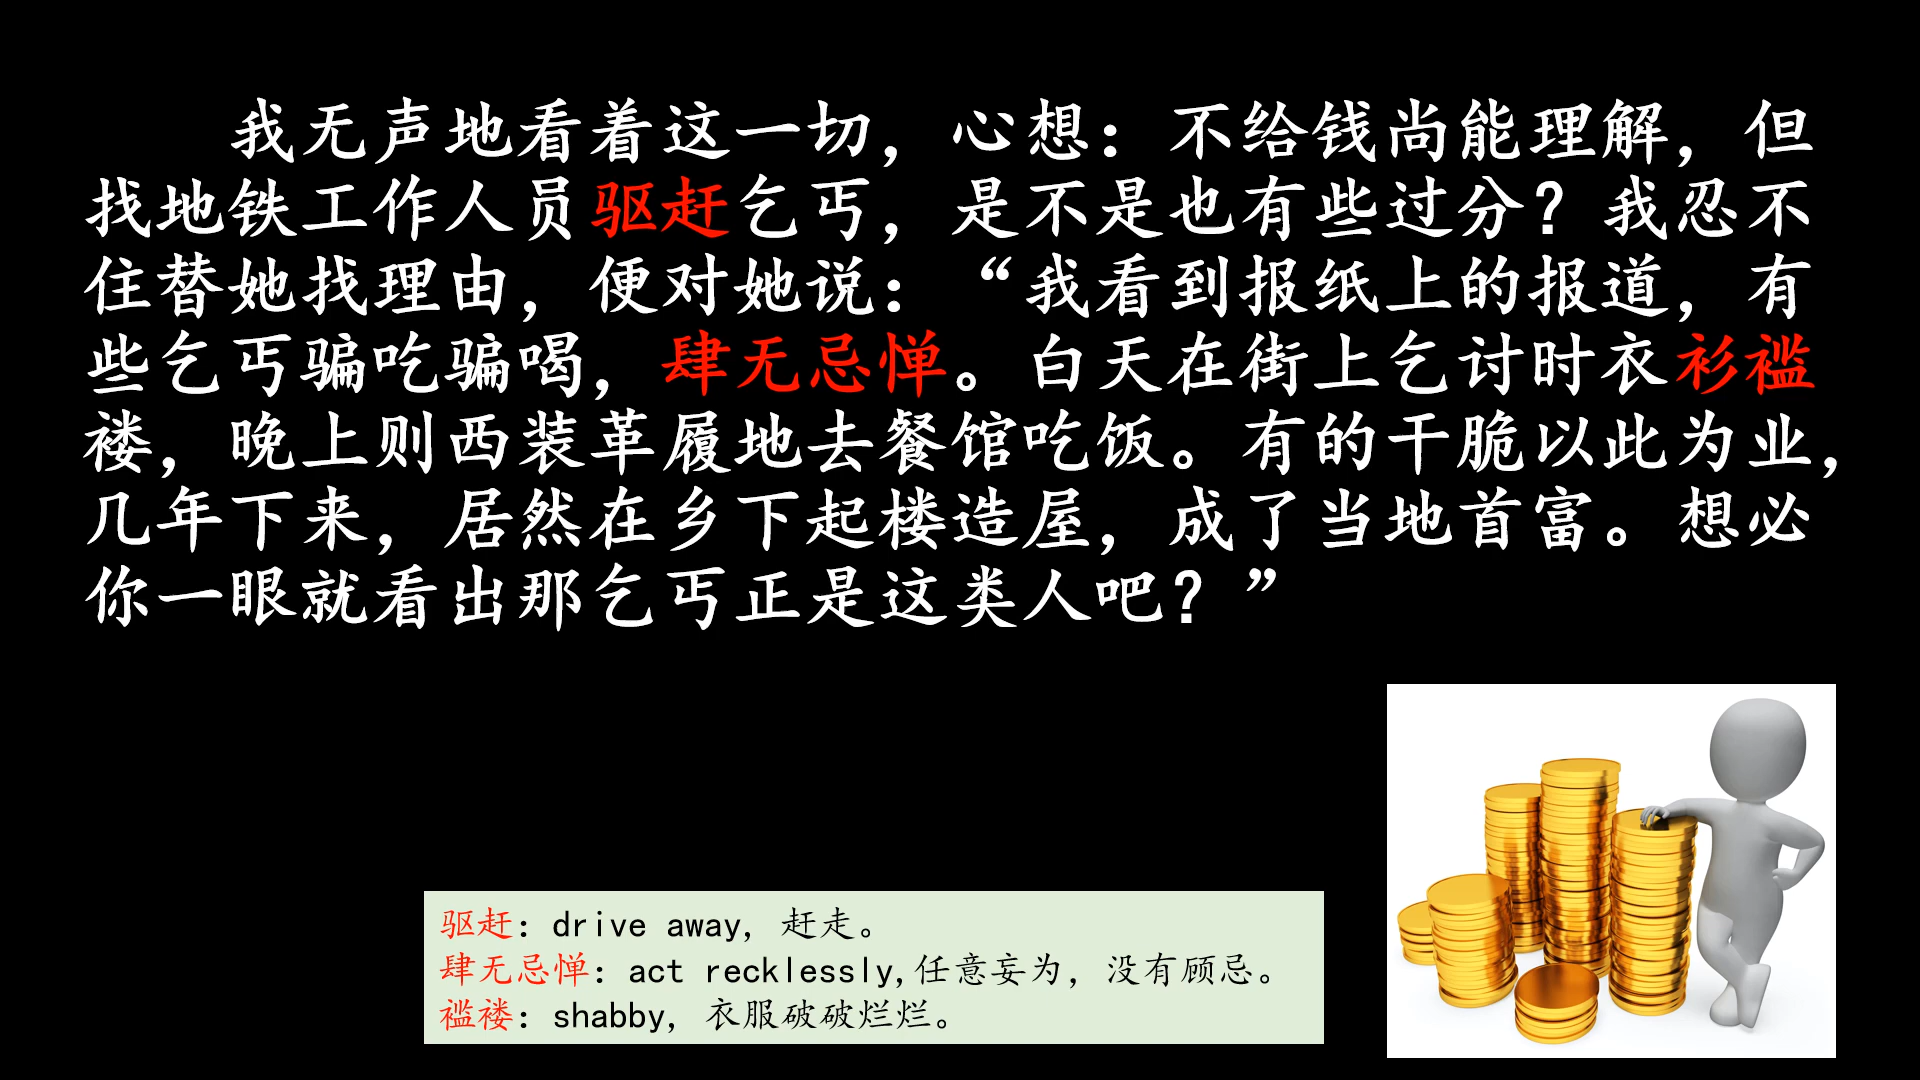 我无声地看着这一切，心想：不给钱尚能理解，但
找地铁工作人员驱赶乞丐，是不是也有些过分？我忍不
住替她找理由，便对她说：“我看到报纸上的报道，有
些乞丐骗吃骗喝，肆无忌惮。白天在街上乞讨时衣衫褴
褛，晚上则西装革履地去餐馆吃饭。有的干脆以此为业，
几年下来，居然在乡下起楼造屋，成了当地首富。想必
你一眼就看出那乞丐正是这类人吧？”
驱赶：drive away, 赶走。
肆无忌惮：act recklessly,任意妄为，没有顾忌。
褴褛：shabby, 衣服破破烂烂。